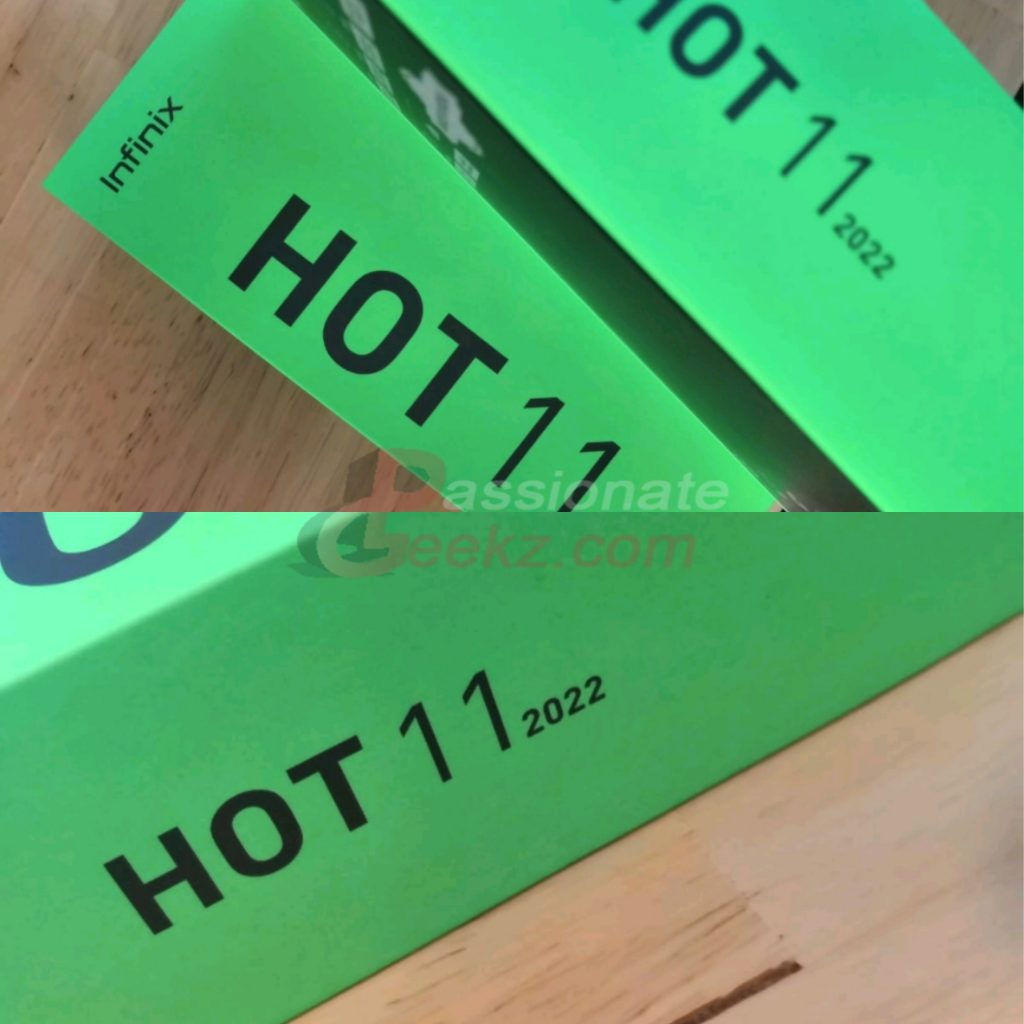 Infinix
HOT 11
HOT 11 2022
Passionate
Geekz.com
HOT 11 2022